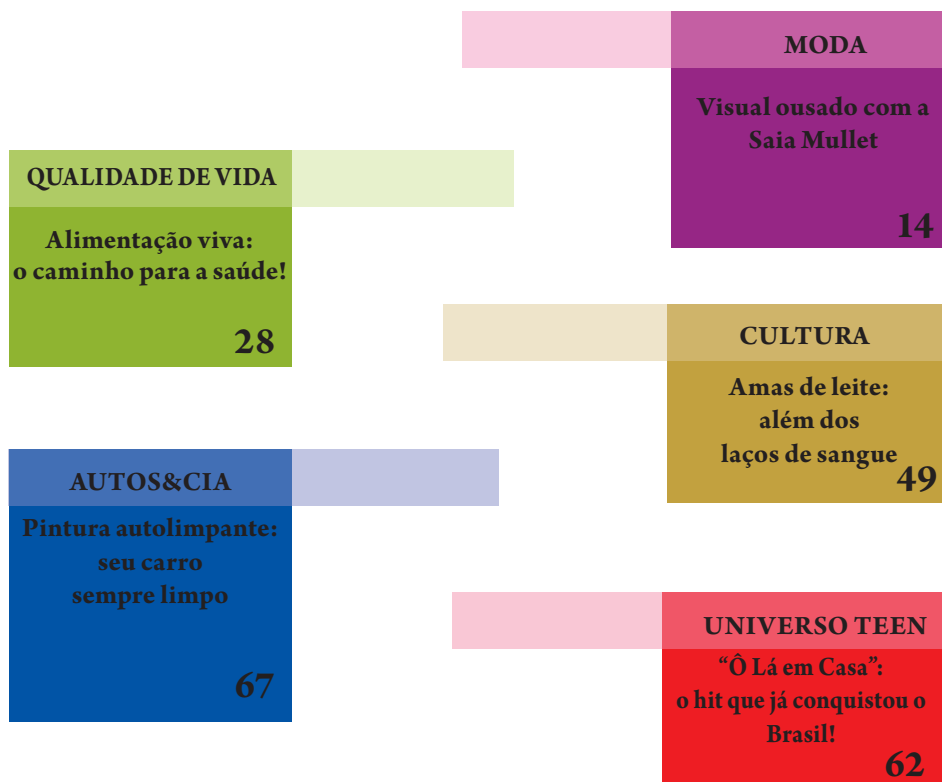 MODA
Visual ousado com a
Saia Mullet
14
QUALIDADE DE VIDA
Alimentação viva:
o caminho para a saúde!
28
CULTURA
Amas de leite:
além dos
laços de sangue
49
AUTOS&CIA
Pintura autolimpante:
seu carro
sempre limpo
67
UNIVERSO TEEN
“Ô Lá em Casa”:
o hit que já conquistou o
Brasil!
62